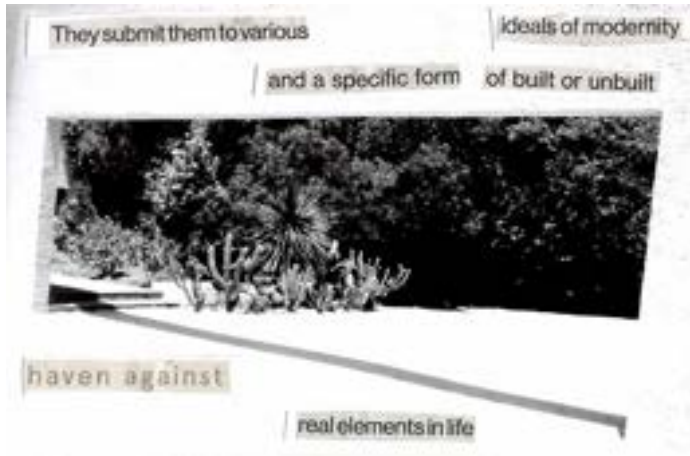 They submit them to various
ideals of modernity
and a specific form
of built or unbuilt
haven against
real elements in life